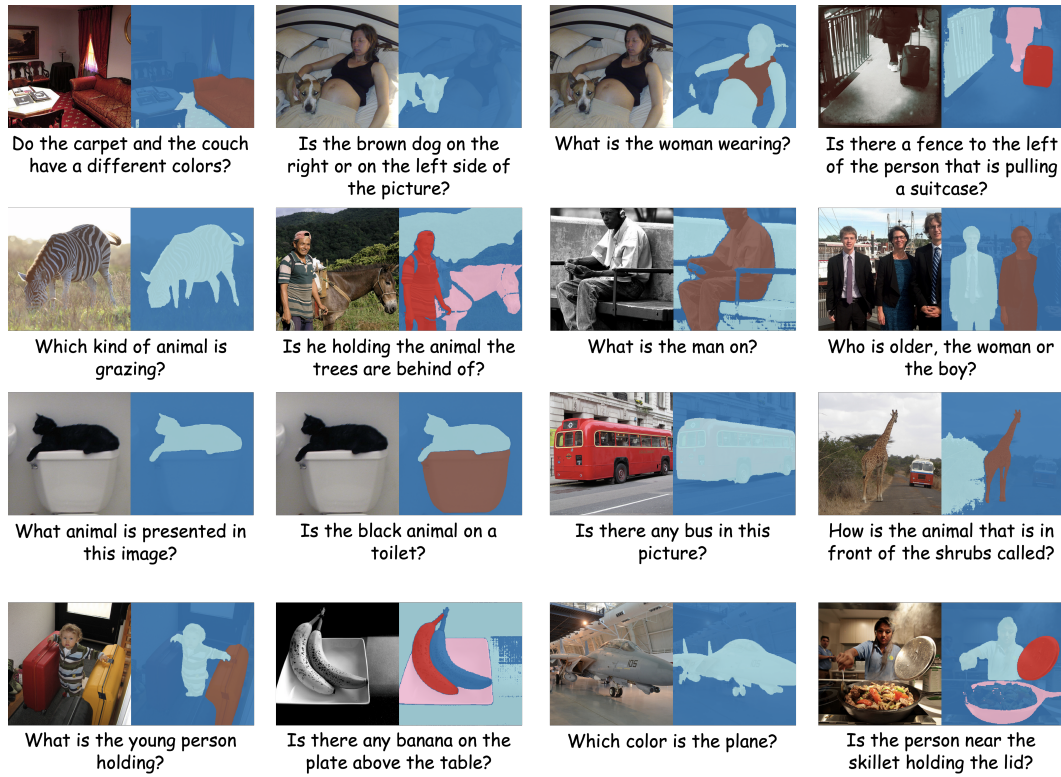 Do the carpet and the couch
have a different colors?
Is the brown dog on the
right or on the left side of
the picture?
What is the woman wearing?
Is there a fence to the left
of the person that is pulling
a suitcase?
Which kind of animal is
grazing?
Is he holding the animal the
trees are behind of?
What is the man on?
Who is older, the woman or
the boy?
What animal is presented in
this image?
Is the black animal on a
toilet?
Is there any bus in this
picture?
How is the animal that is in
front of the shrubs called?
05
What is the young person
holding?
Is there any banana on the
plate above the table?
Which color is the plane?
Is the person near the
skillet holding the lid?